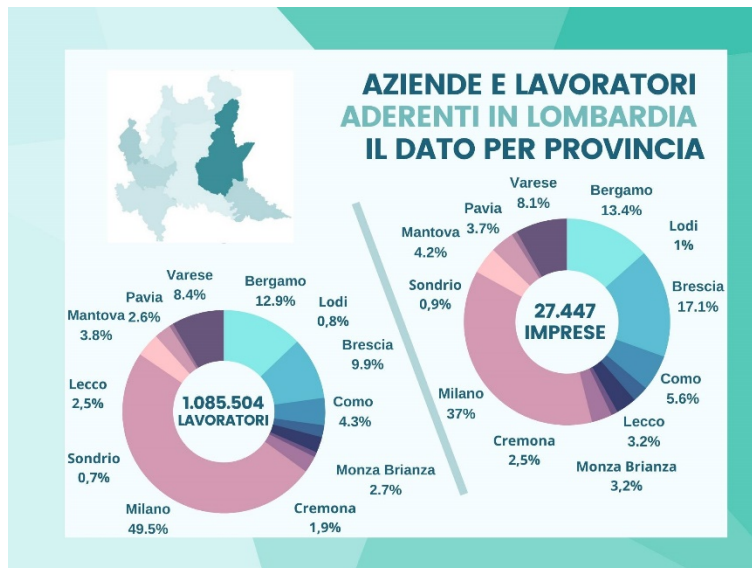 AZIENDE E LAVORATORI
ADERENTI IN LOMBARDIA
IL DATO PER PROVINCIA
Varese
8.1%
Bergamo
13.4%
Lodi
1%
Brescia
17.1%
Como
5.6%
Lecco
3.2%
Monza Brianza
3,2%
Cremona
2,5%
Milano
37%
Sondrio
0,9%
Mantova
4.2%
Pavia
3.7%
27.447
IMPRESE
Varese
8.4%
Bergamo
12.9%
Lodi
0,8%
Brescia
9.9%
Como
4.3%
Monza Brianza
2.7%
Cremona
1,9%
Milano
49.5%
Sondrio
0,7%
Lecco
2,5%
Mantova
3.8%
Pavia
2.6%
1.085.504
LAVORATORI